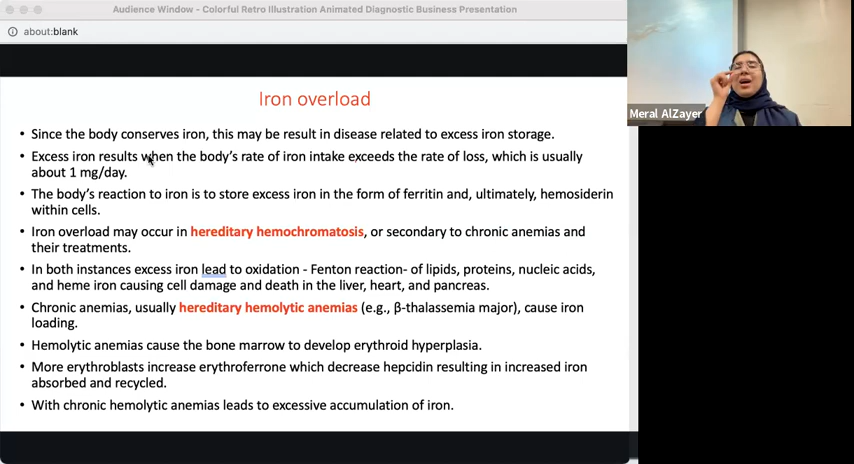 Audience Window - Colorful Retro Illustration Animated Diagnostic Business Presentation
about:blank
Meral AlZayer
Iron overload
• Since the body conserves iron, this may be result in disease related to excess iron storage.
• Excess iron results when the body's rate of iron intake exceeds the rate of loss, which is usually
about 1 mg/day.
• The body's reaction to iron is to store excess iron in the form of ferritin and, ultimately, hemosiderin
within cells.
• Iron overload may occur in hereditary hemochromatosis, or secondary to chronic anemias and
their treatments.
• In both instances excess iron lead to oxidation - Fenton reaction- of lipids, proteins, nucleic acids,
and heme iron causing cell damage and death in the liver, heart, and pancreas.
• Chronic anemias, usually hereditary hemolytic anemias (e.g., β-thalassemia major), cause iron
loading.
• Hemolytic anemias cause the bone marrow to develop erythroid hyperplasia.
• More erythroblasts increase erythroferrone which decrease hepcidin resulting in increased iron
absorbed and recycled.
• With chronic hemolytic anemias leads to excessive accumulation of iron.